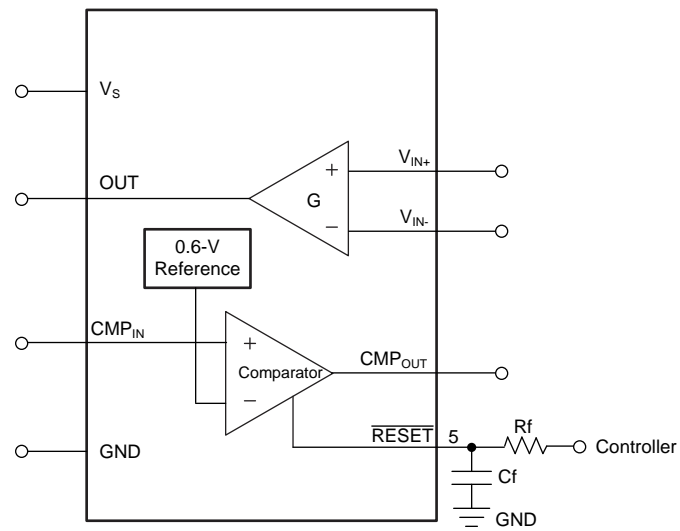 V_S
V_IN+
OUT
+
G
V_IN-
−
0.6-V
Reference
CMP_IN
+
CMP_OUT
Comparator
−
RESET 5
Rf
Controller
GND
Cf
GND